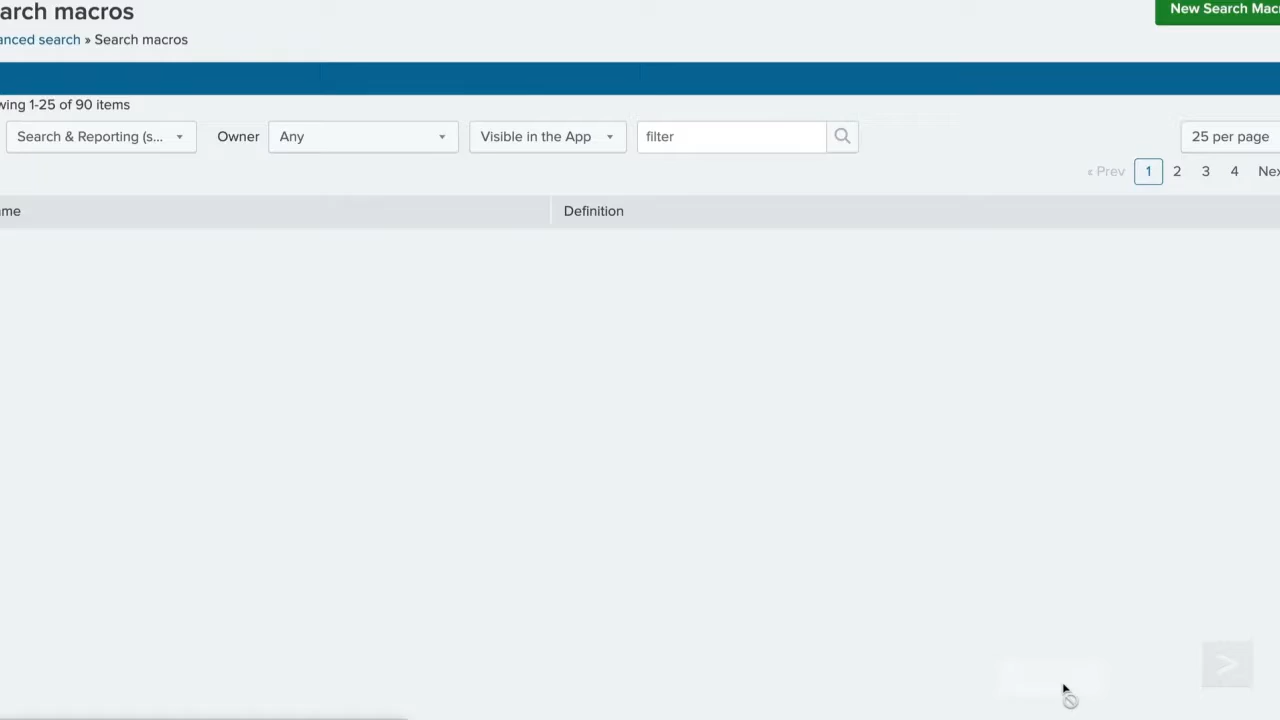 arch macros
New Search Mac
anced search » Search macros
wing 1-25 of 90 items
Search & Reporting (s... Owner Any Visible in the App filter 25 per page
« Prev 1 2 3 4 Nex
me Definition
>